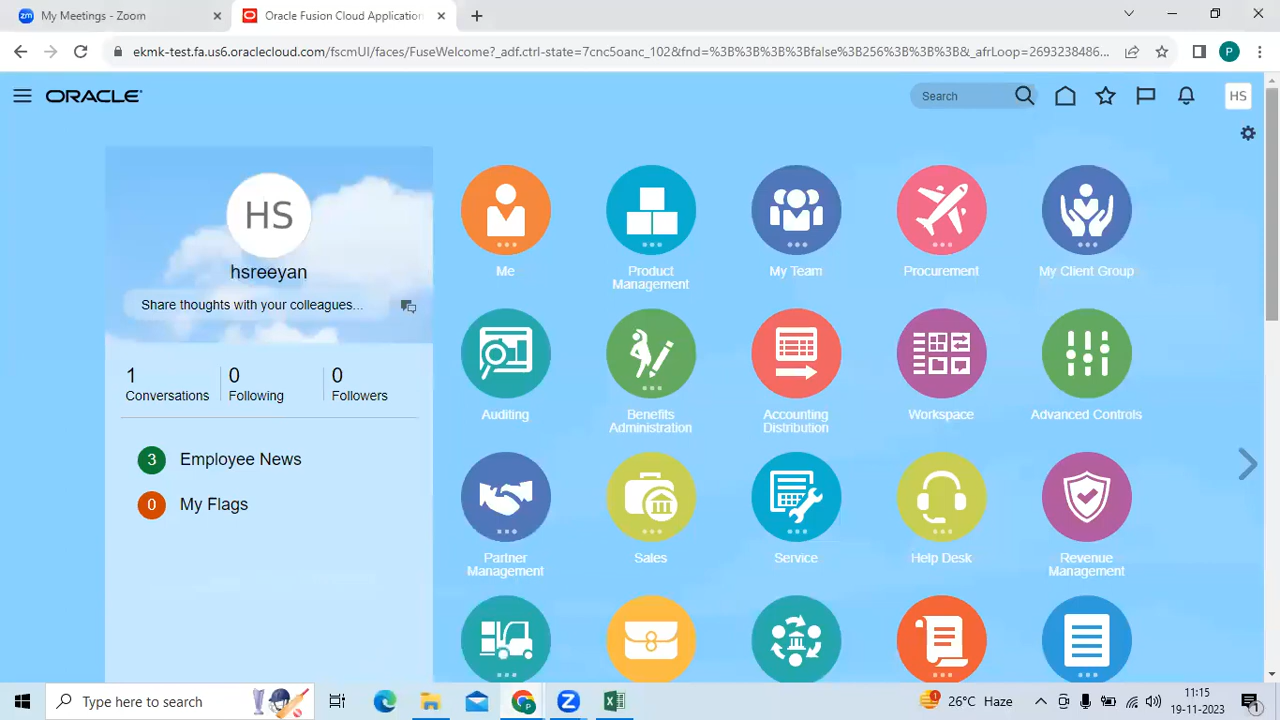 My Meetings - Zoom
Oracle Fusion Cloud Application
ekmk-test.fa.us6.oraclecloud.com/fscmUI/faces/FuseWelcome?_adf.ctrl-state=7cnc5oanc_102&fnd=%3B%3B%3B%3Bfalse%3B256%3B%3B%3B&_afrLoop=2693238486...
P
ORACLE
Search
HS
HS
hsreeyan
Share thoughts with your colleagues...
1
0
0
Conversations
Following
Followers
3
Employee News
0
My Flags
Me
Product
Management
My Team
Procurement
My Client Group
Auditing
Benefits
Administration
Accounting
Distribution
Workspace
Advanced Controls
Partner
Management
Sales
Service
Help Desk
Revenue
Management
Type here to search
26°C Haze
11:15
19-11-2023